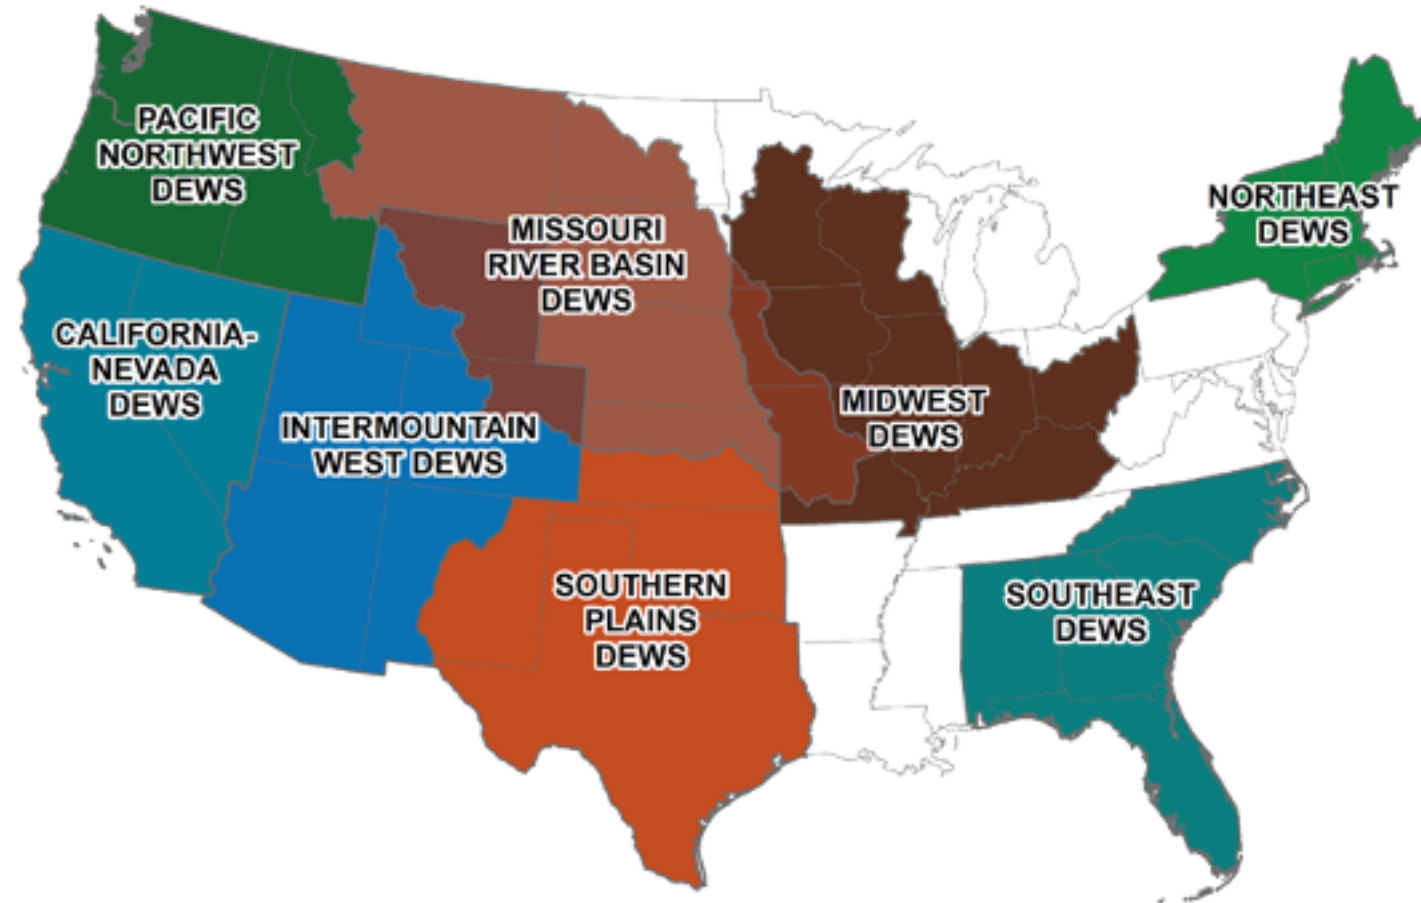 PACIFIC
NORTHWEST
DEWS
NORTHEAST
DEWS
MISSOURI
RIVER BASIN
DEWS
CALIFORNIA-
NEVADA
DEWS
MIDWEST
DEWS
INTERMOUNTAIN
WEST DEWS
SOUTHERN
PLAINS
DEWS
SOUTHEAST
DEWS